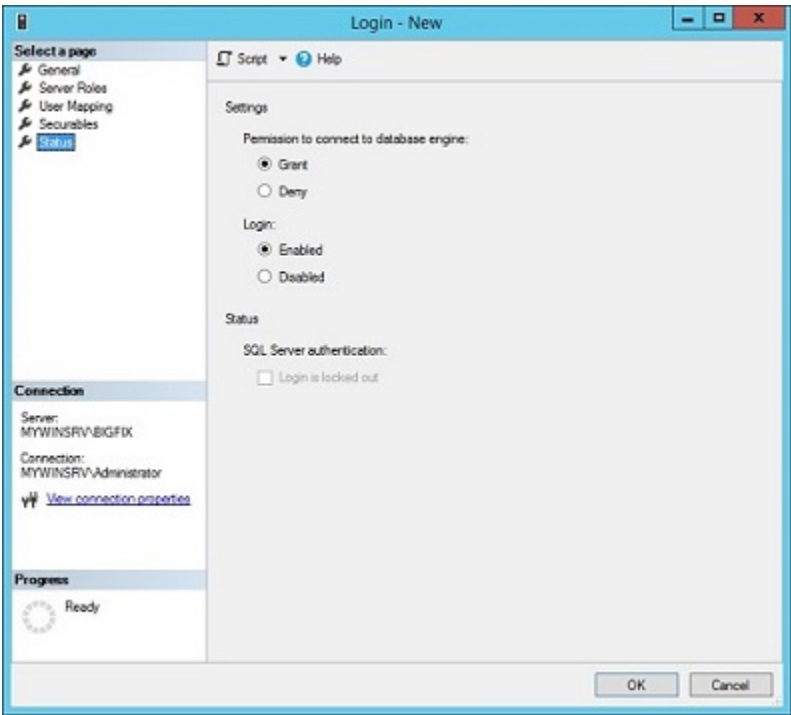 Login - New
Select a page
General
Server Roles
User Mapping
Securables
Status
Script Help
Settings
Permission to connect to database engine:
Grant
Deny
Login:
Enabled
Disabled
Status
SQL Server authentication:
Login is locked out
Connection
Server:
MYWINSRV\BIGFIX
Connection:
MYWINSRV\Administrator
View connection properties
Progress
Ready
OK Cancel